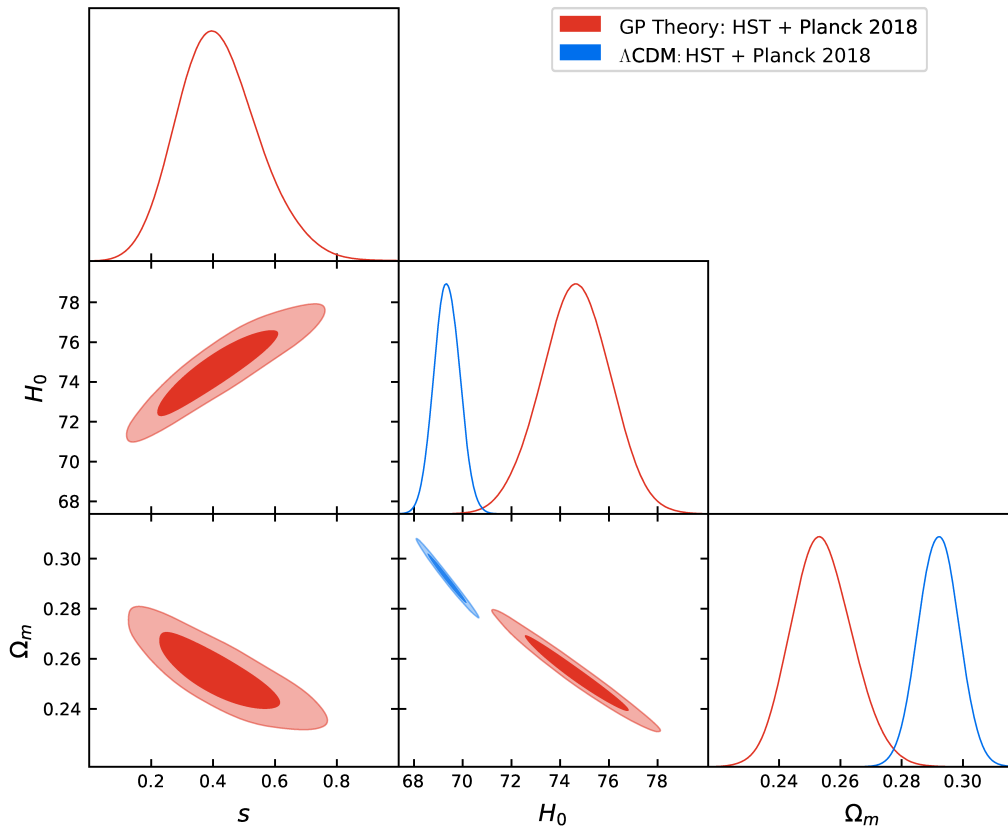 GP Theory: HST + Planck 2018
ΛCDM: HST + Planck 2018
78
76
74
72
70
68
H₀
0.30
0.28
0.26
0.24
Ωₘ
0.2 0.4 0.6 0.8
68 70 72 74 76 78
0.24 0.26 0.28 0.30
s
H₀
Ωₘ